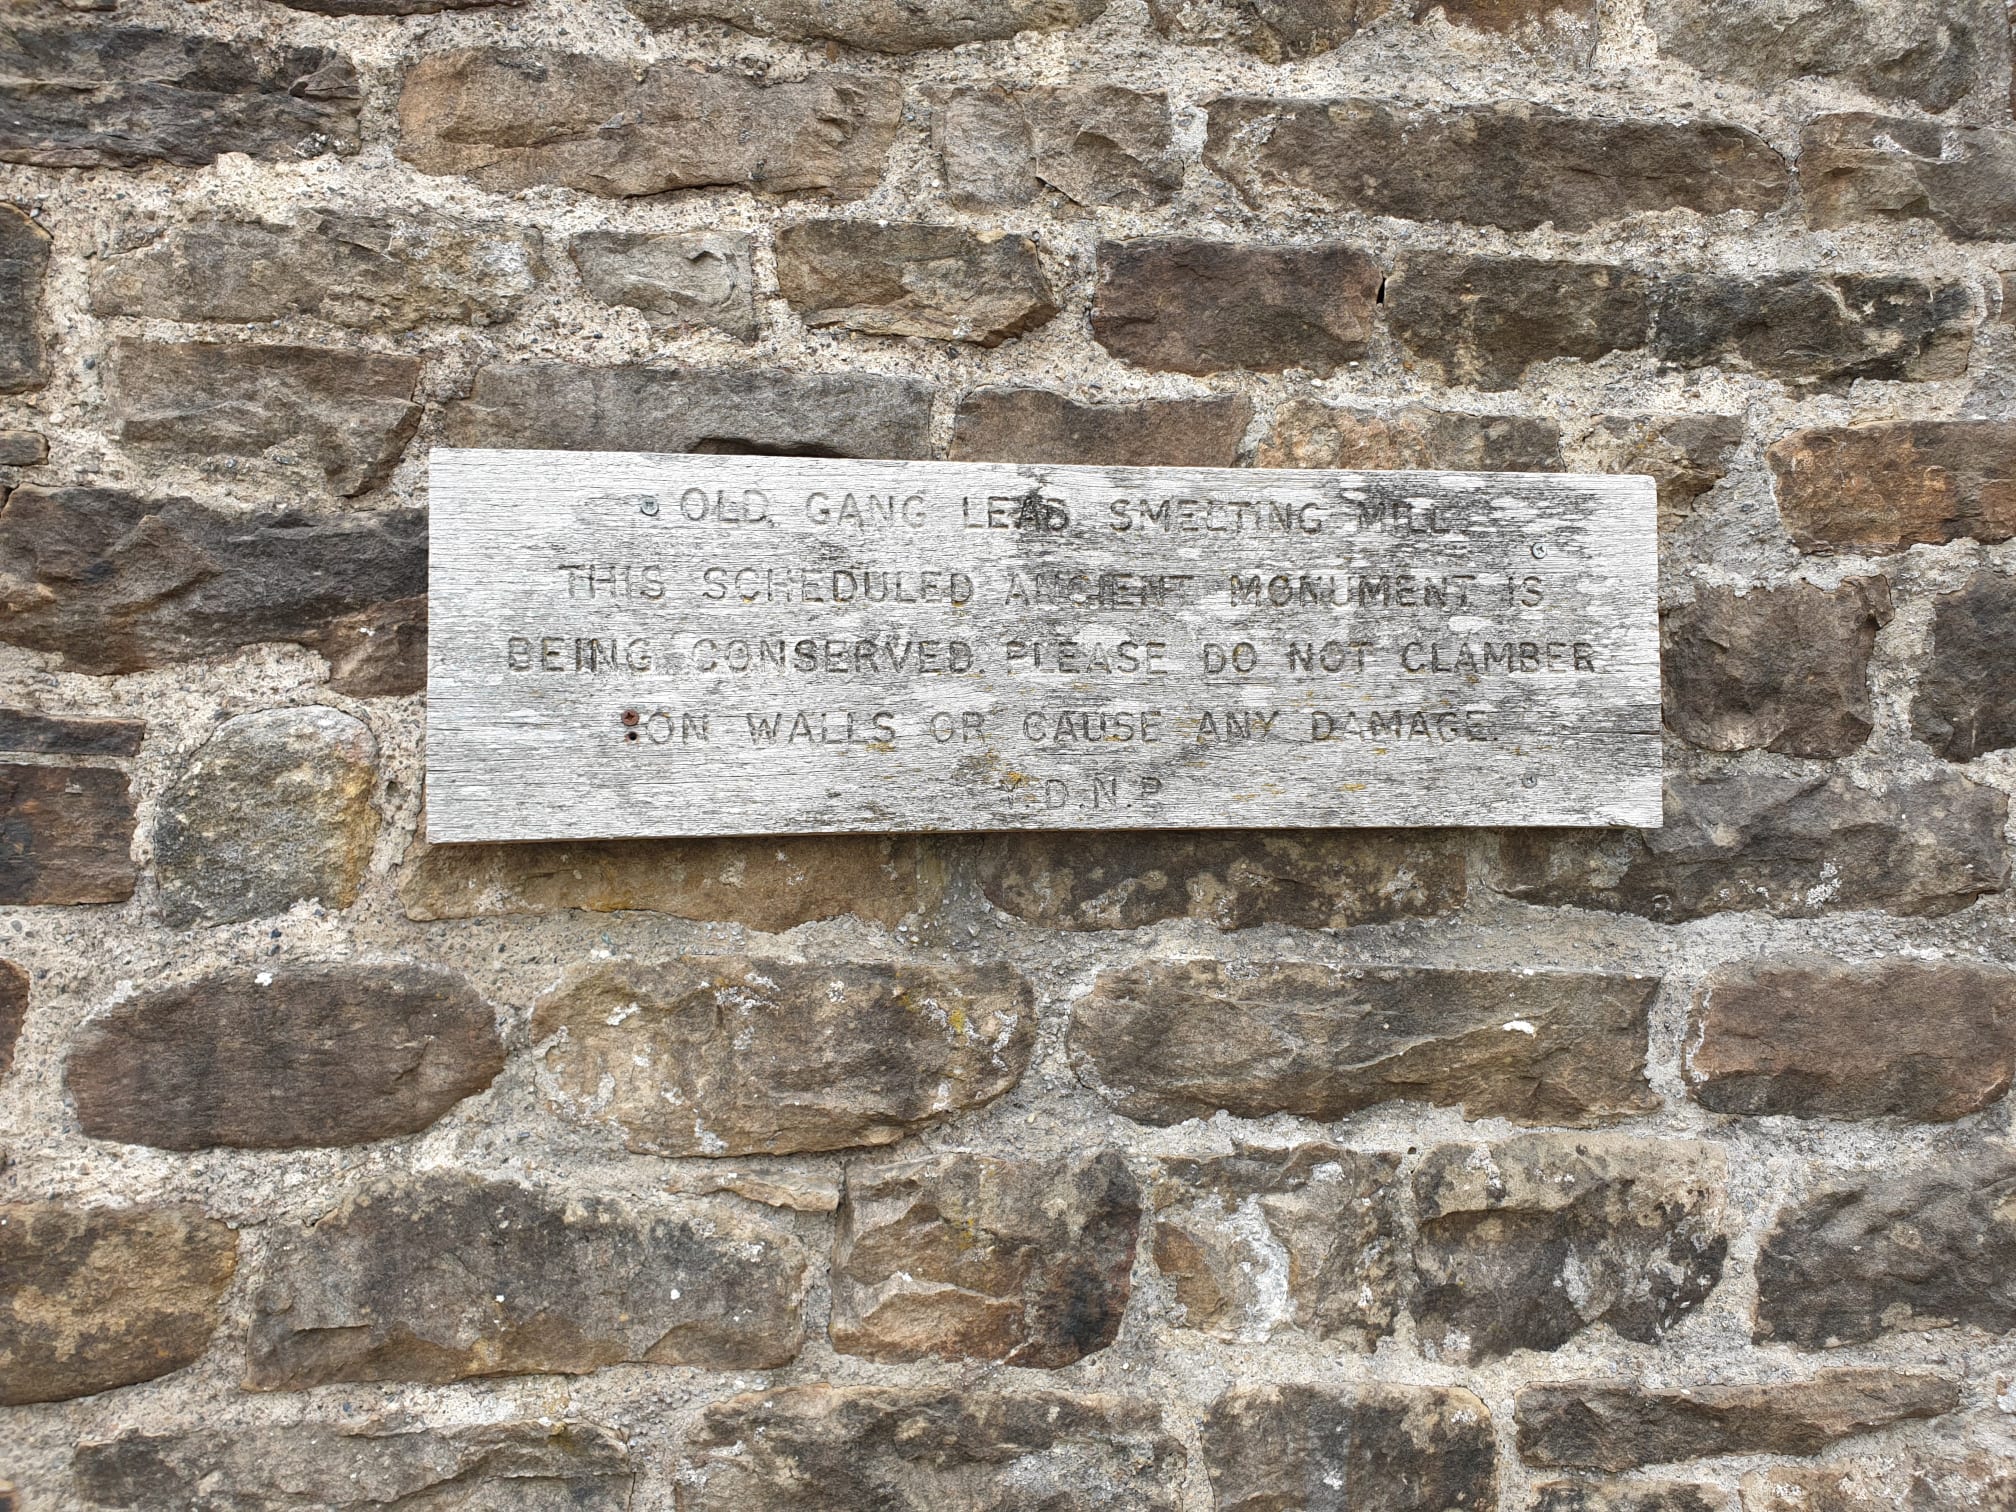 OLD GANG LEAD SMELTING MILL
THIS SCHEDULED ANCIENT MONUMENT IS
BEING CONSERVED. PLEASE DO NOT CLAMBER
ON WALLS OR CAUSE ANY DAMAGE.
Y.D.N.P